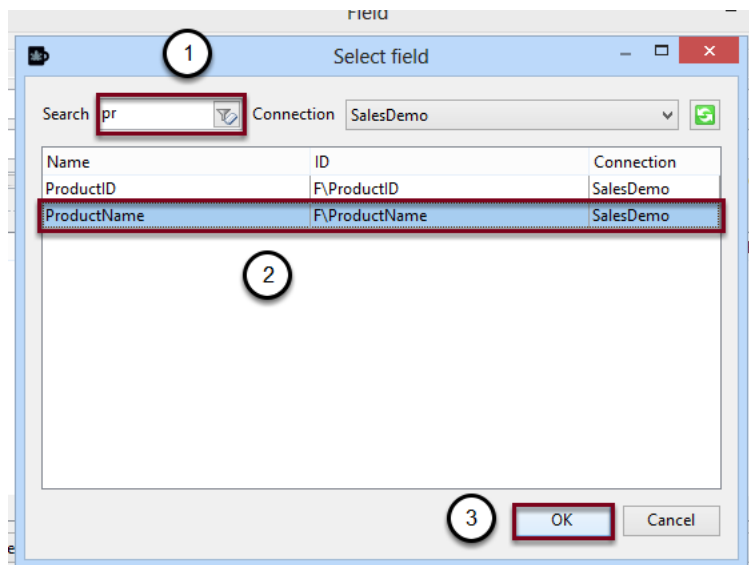 Field
1
Select field
Search pr Connection SalesDemo
Name ID Connection
ProductID F\ProductID SalesDemo
ProductName F\ProductName SalesDemo
2
3 OK Cancel
e